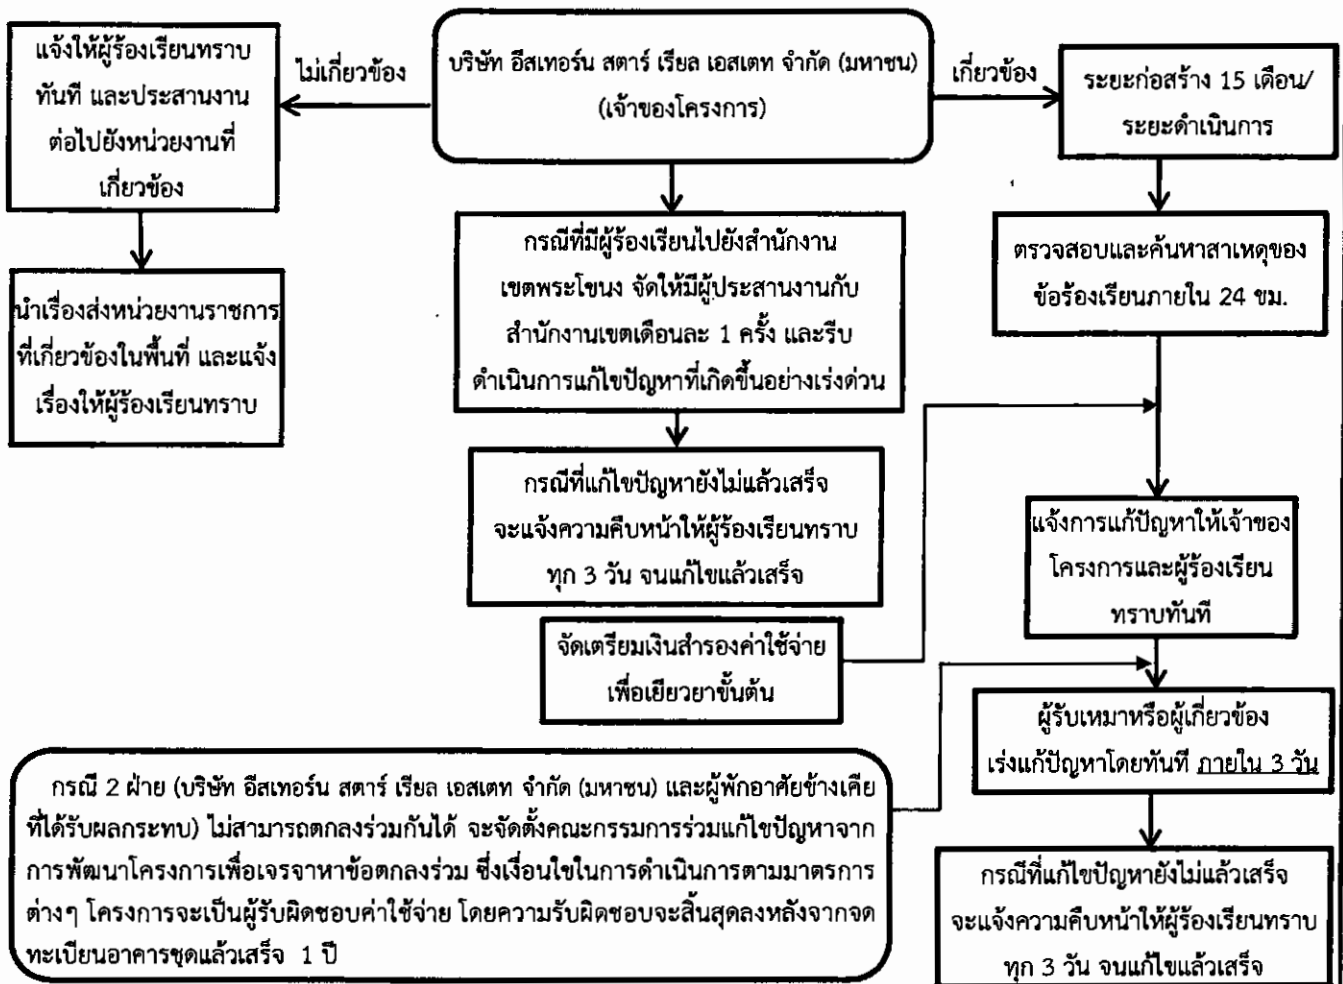 แจ้งให้ผู้ร้องเรียนทราบ
ทันที และประสานงาน
ต่อไปยังหน่วยงานที่
เกี่ยวข้อง
ไม่เกี่ยวข้อง
บริษัท อีสเทอร์น สตาร์ เรียล เอสเตท จำกัด (มหาชน)
(เจ้าของโครงการ)
เกี่ยวข้อง
ระยะก่อสร้าง 15 เดือน/
ระยะดำเนินการ
นำเรื่องส่งหน่วยงานราชการ
ที่เกี่ยวข้องในพื้นที่ และแจ้ง
เรื่องให้ผู้ร้องเรียนทราบ
กรณีที่มีผู้ร้องเรียนไปยังสำนักงาน
เขตพระโขนง จัดให้มีผู้ประสานงานกับ
สำนักงานเขตเดือนละ 1 ครั้ง และรีบ
ดำเนินการแก้ไขปัญหาที่เกิดขึ้นอย่างเร่งด่วน
ตรวจสอบและค้นหาสาเหตุของ
ข้อร้องเรียนภายใน 24 ชม.
กรณีที่แก้ไขปัญหายังไม่แล้วเสร็จ
จะแจ้งความคืบหน้าให้ผู้ร้องเรียนทราบ
ทุก 3 วัน จนแก้ไขแล้วเสร็จ
แจ้งการแก้ปัญหาให้เจ้าของ
โครงการและผู้ร้องเรียน
ทราบทันที
จัดเตรียมเงินสำรองค่าใช้จ่าย
เพื่อเยียวยาขั้นต้น
ผู้รับเหมาหรือผู้เกี่ยวข้อง
เร่งแก้ปัญหาโดยทันที ภายใน 3 วัน
กรณี 2 ฝ่าย (บริษัท อีสเทอร์น สตาร์ เรียล เอสเตท จำกัด (มหาชน) และผู้พักอาศัยข้างเคีย
ที่ได้รับผลกระทบ) ไม่สามารถตกลงร่วมกันได้ จะจัดตั้งคณะกรรมการร่วมแก้ไขปัญหาจาก
การพัฒนาโครงการเพื่อเจรจาหาข้อตกลงร่วม ซึ่งเงื่อนไขในการดำเนินการตามมาตรการ
ต่างๆ โครงการจะเป็นผู้รับผิดชอบค่าใช้จ่าย โดยความรับผิดชอบจะสิ้นสุดลงหลังจากจด
ทะเบียนอาคารชุดแล้วเสร็จ 1 ปี
กรณีที่แก้ไขปัญหายังไม่แล้วเสร็จ
จะแจ้งความคืบหน้าให้ผู้ร้องเรียนทราบ
ทุก 3 วัน จนแก้ไขแล้วเสร็จ